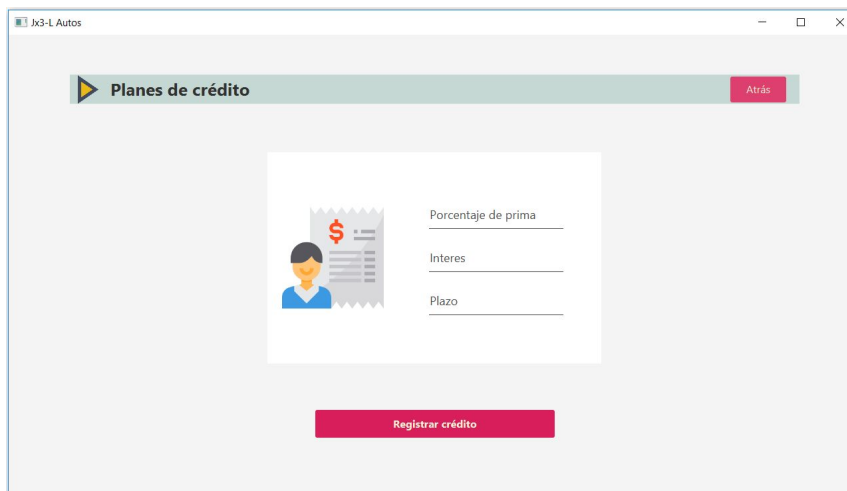 Jx3-L Autos
Planes de crédito
Atrás
$
Porcentaje de prima
Interes
Plazo
Registrar crédito